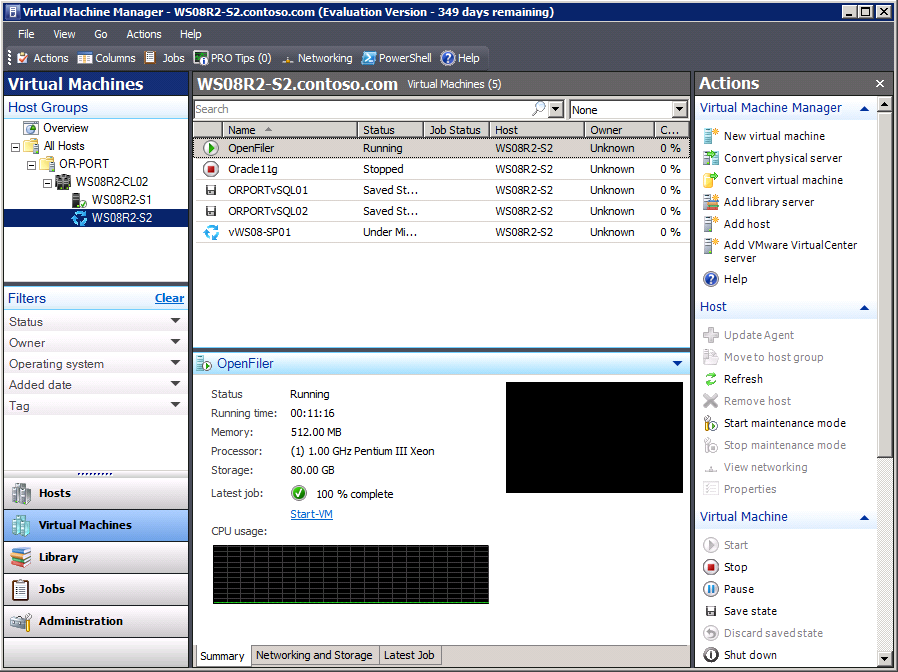 Virtual Machine Manager - WS08R2-S2.contoso.com (Evaluation Version - 349 days remaining)
File View Go Actions Help
Actions Columns Jobs PRO Tips (0) Networking PowerShell Help
Virtual Machines
Host Groups
Overview
All Hosts
OR-PORT
WS08R2-CL02
WS08R2-S1
WS08R2-S2
Filters Clear
Status
Owner
Operating system
Added date
Tag
Hosts
Virtual Machines
Library
Jobs
Administration
WS08R2-S2.contoso.com Virtual Machines (5)
Search None
Name Status Job Status Host Owner C...
OpenFiler Running WS08R2-S2 Unknown 0 %
Oracle11g Stopped WS08R2-S2 Unknown 0 %
ORPORTvSQL01 Saved St... WS08R2-S2 Unknown 0 %
ORPORTvSQL02 Saved St... WS08R2-S2 Unknown 0 %
vWS08-SP01 Under Mi... WS08R2-S2 Unknown 0 %
OpenFiler
Status Running
Running time: 00:11:16
Memory: 512.00 MB
Processor: (1) 1.00 GHz Pentium III Xeon
Storage: 80.00 GB
Latest job: 100 % complete
Start-VM
CPU usage:
Summary Networking and Storage Latest Job
Actions
Virtual Machine Manager
New virtual machine
Convert physical server
Convert virtual machine
Add library server
Add host
Add VMware VirtualCenter
server
Help
Host
Update Agent
Move to host group
Refresh
Remove host
Start maintenance mode
Stop maintenance mode
View networking
Properties
Virtual Machine
Start
Stop
Pause
Save state
Discard saved state
Shut down